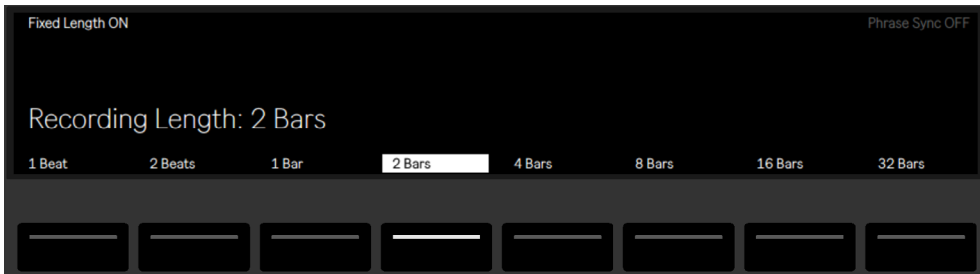 Fixed Length ON Phrase Sync OFF
Recording Length: 2 Bars
1 Beat 2 Beats 1 Bar 2 Bars 4 Bars 8 Bars 16 Bars 32 Bars